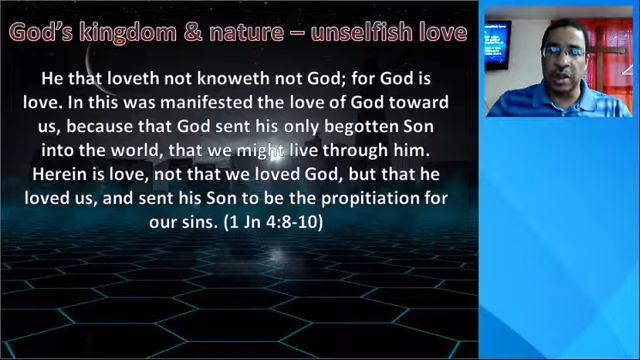 God's kingdom & nature – unselfish love
He that loveth not knoweth not God; for God is
love. In this was manifested the love of God toward
us, because that God sent his only begotten Son
into the world, that we might live through him.
Herein is love, not that we loved God, but that he
loved us, and sent his Son to be the propitiation for
our sins. (1 Jn 4:8-10)